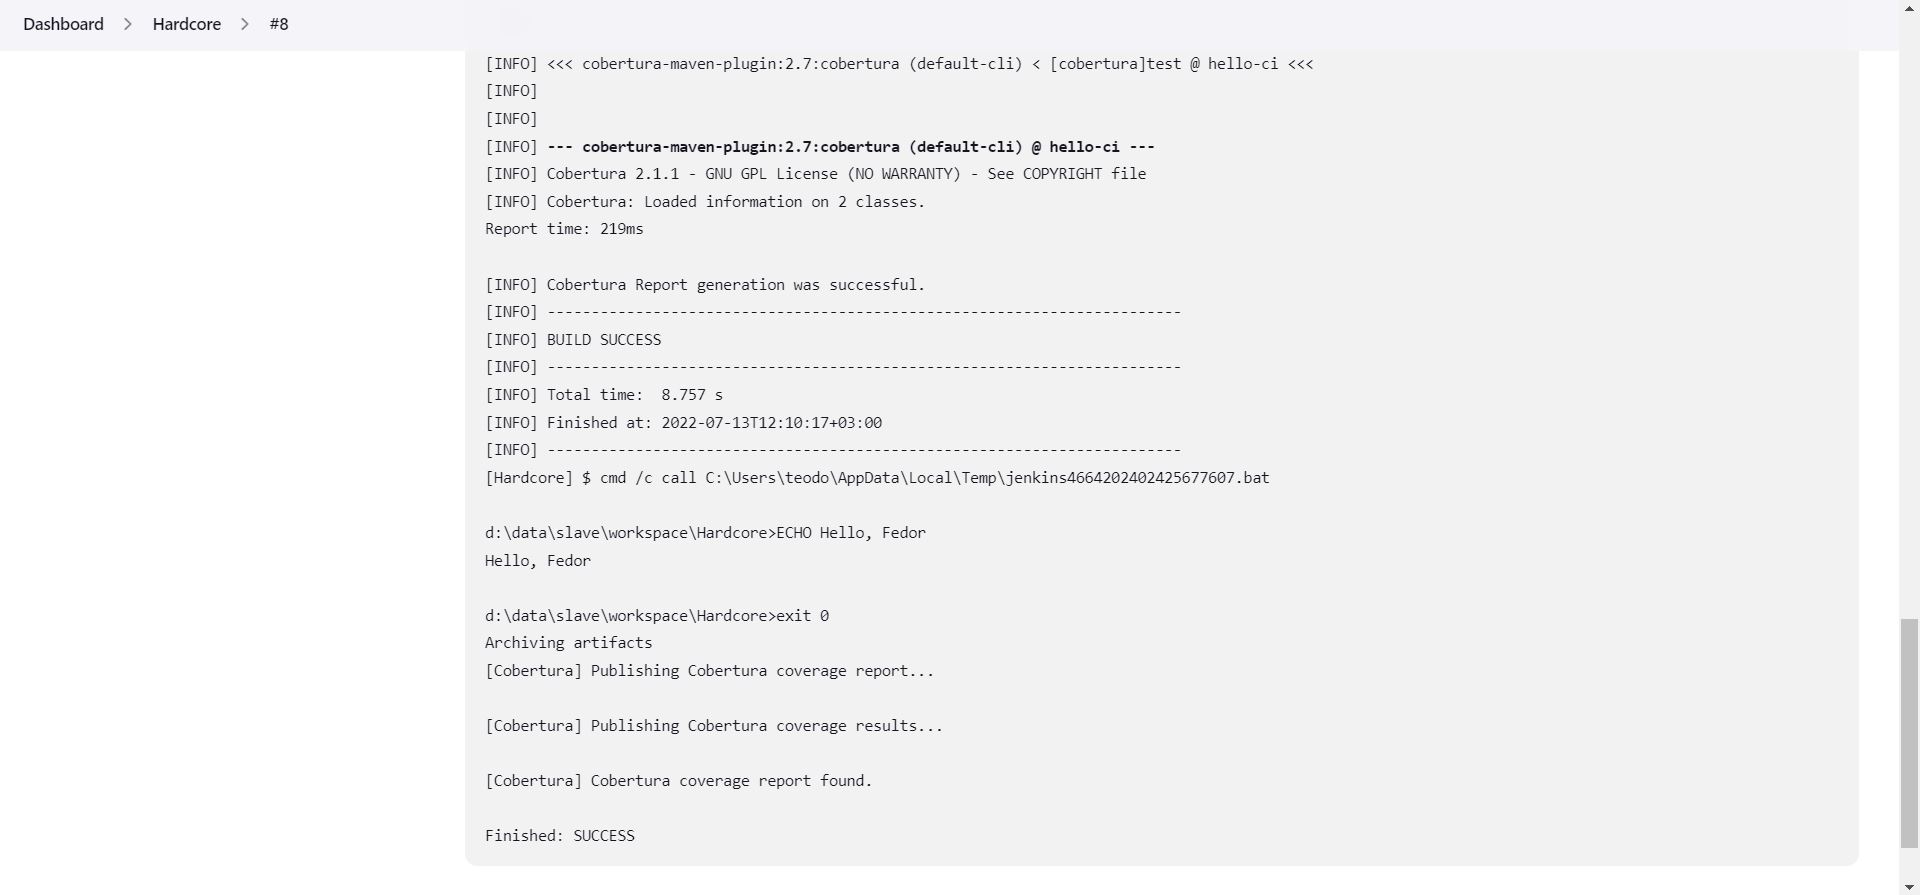 Dashboard > Hardcore > #8
[INFO] <<< cobertura-maven-plugin:2.7:cobertura (default-cli) < [cobertura]test @ hello-ci <<<
[INFO]
[INFO]
[INFO] --- cobertura-maven-plugin:2.7:cobertura (default-cli) @ hello-ci ---
[INFO] Cobertura 2.1.1 - GNU GPL License (NO WARRANTY) - See COPYRIGHT file
[INFO] Cobertura: Loaded information on 2 classes.
Report time: 219ms
[INFO] Cobertura Report generation was successful.
[INFO] ------------------------------------------------------------------------
[INFO] BUILD SUCCESS
[INFO] ------------------------------------------------------------------------
[INFO] Total time:  8.757 s
[INFO] Finished at: 2022-07-13T12:10:17+03:00
[INFO] ------------------------------------------------------------------------
[Hardcore] $ cmd /c call C:\Users\teodo\AppData\Local\Temp\jenkins4664202402425677607.bat
d:\data\slave\workspace\Hardcore>ECHO Hello, Fedor
Hello, Fedor
d:\data\slave\workspace\Hardcore>exit 0
Archiving artifacts
[Cobertura] Publishing Cobertura coverage report...
[Cobertura] Publishing Cobertura coverage results...
[Cobertura] Cobertura coverage report found.
Finished: SUCCESS